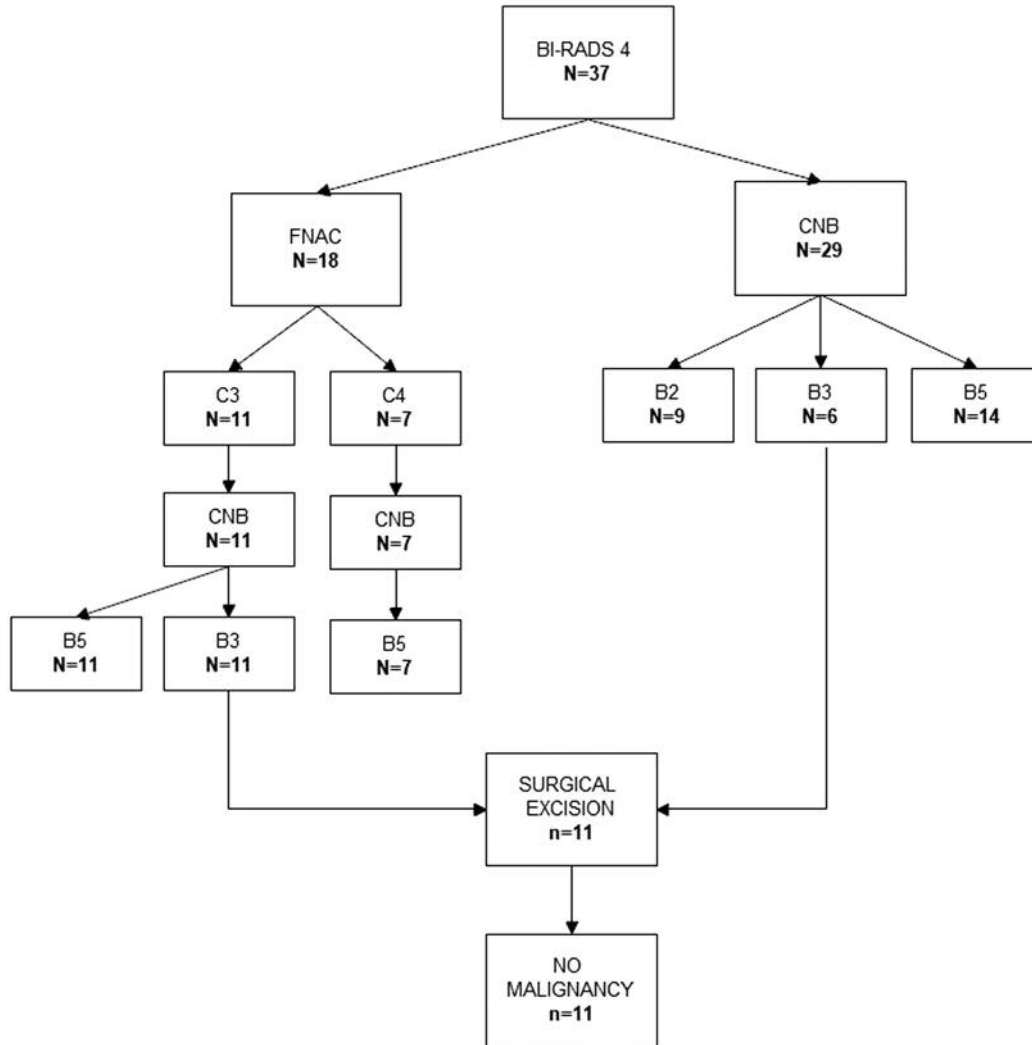 BI-RADS 4
N=37
FNAC
N=18
CNB
N=29
C3
N=11
C4
N=7
B2
N=9
B3
N=6
B5
N=14
CNB
N=11
CNB
N=7
B5
N=11
B3
N=11
B5
N=7
SURGICAL
EXCISION
n=11
NO
MALIGNANCY
n=11